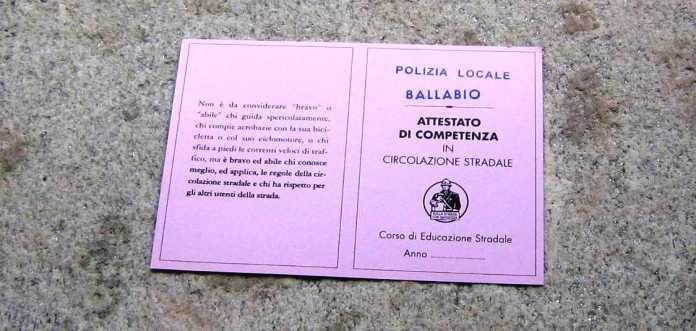 Non è da considerare "bravo" o
"abile" chi guida spericolatamente,
chi compie acrobazie con la sua bici-
cletta o col suo ciclomotore, o chi
sfida a piedi le correnti veloci di traf-
fico, ma è bravo ed abile chi conosce
meglio, ed applica, le regole della cir-
colazione stradale e chi ha rispetto per
gli altri utenti della strada.
POLIZIA LOCALE
BALLABIO
ATTESTATO
DI COMPETENZA
IN
CIRCOLAZIONE STRADALE
Corso di Educazione Stradale
Anno ....................